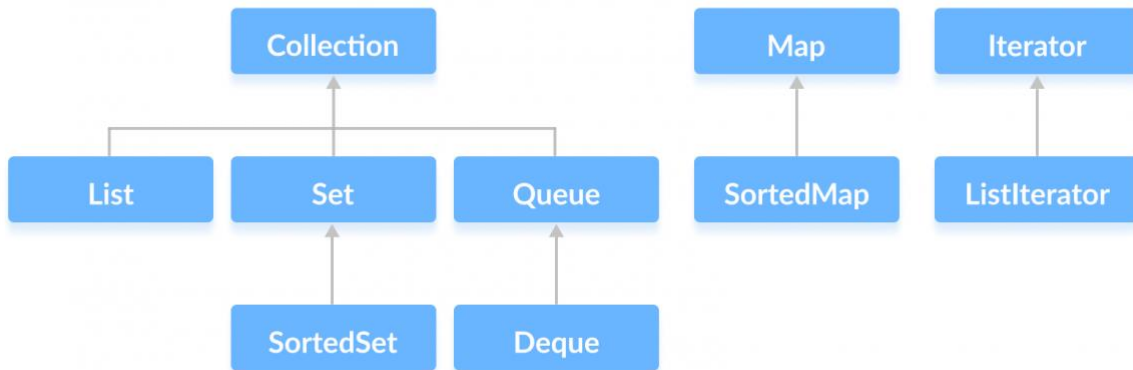 Collection
Map
Iterator
List
Set
Queue
SortedMap
ListIterator
SortedSet
Deque